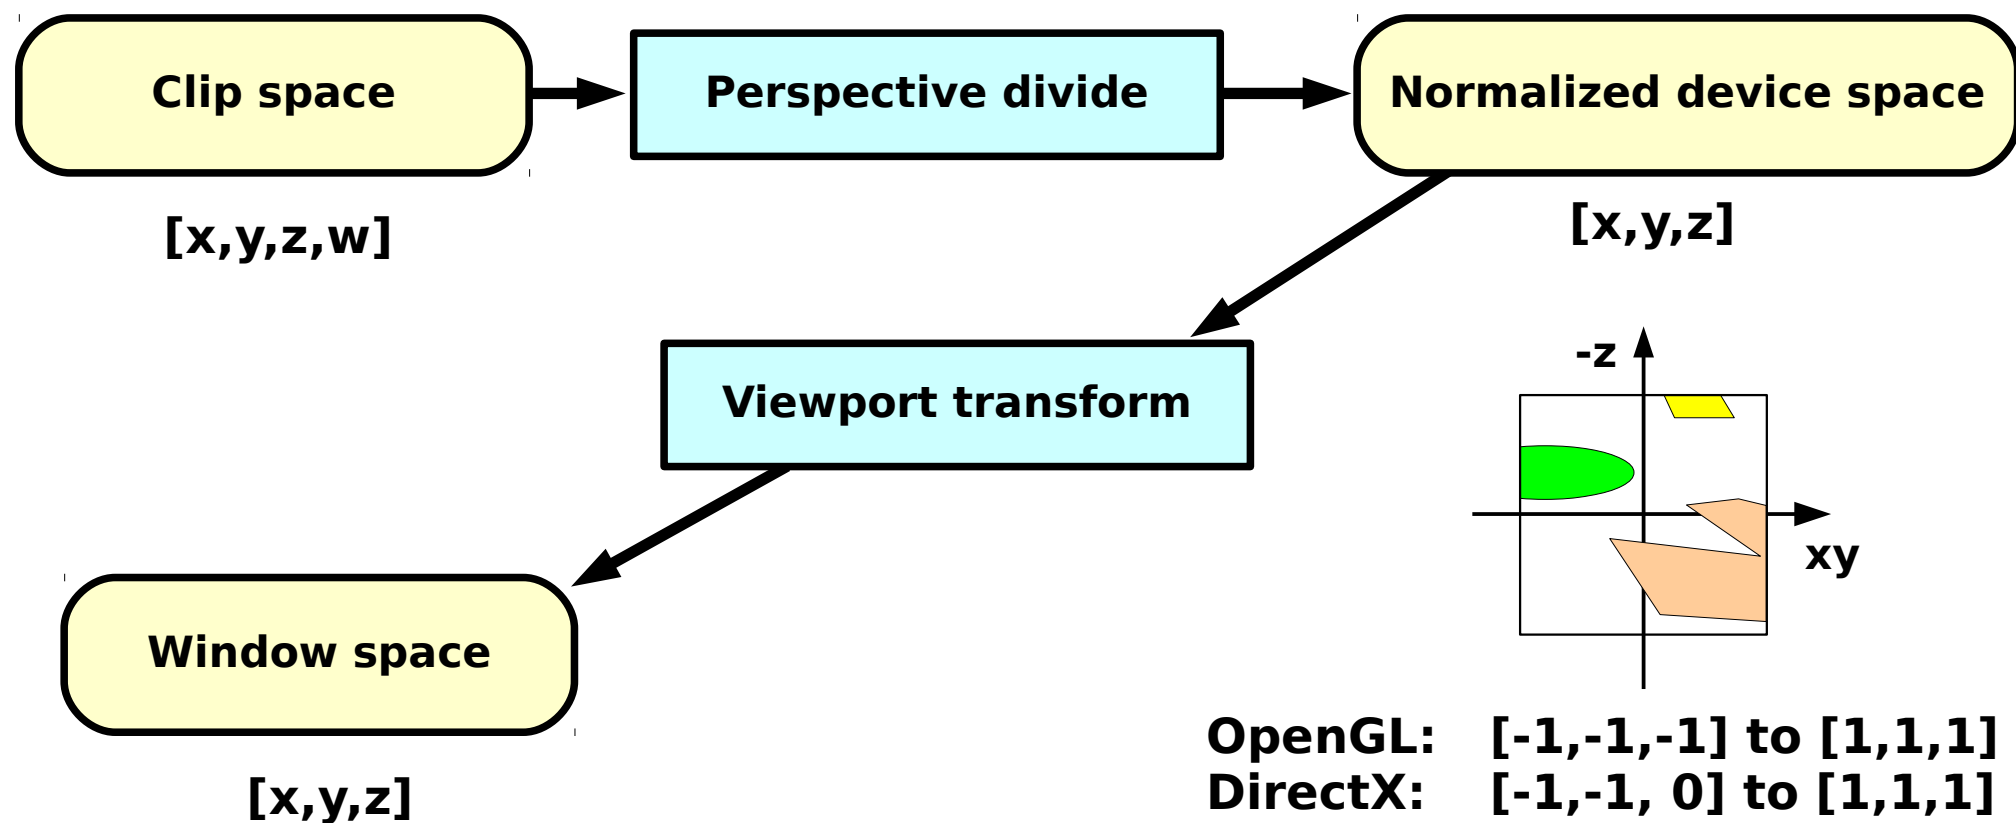 Clip space
Perspective divide
Normalized device space
[x,y,z,w]
[x,y,z]
-z
Viewport transform
xy
Window space
OpenGL: [-1,-1,-1] to [1,1,1]
DirectX: [-1,-1, 0] to [1,1,1]
[x,y,z]